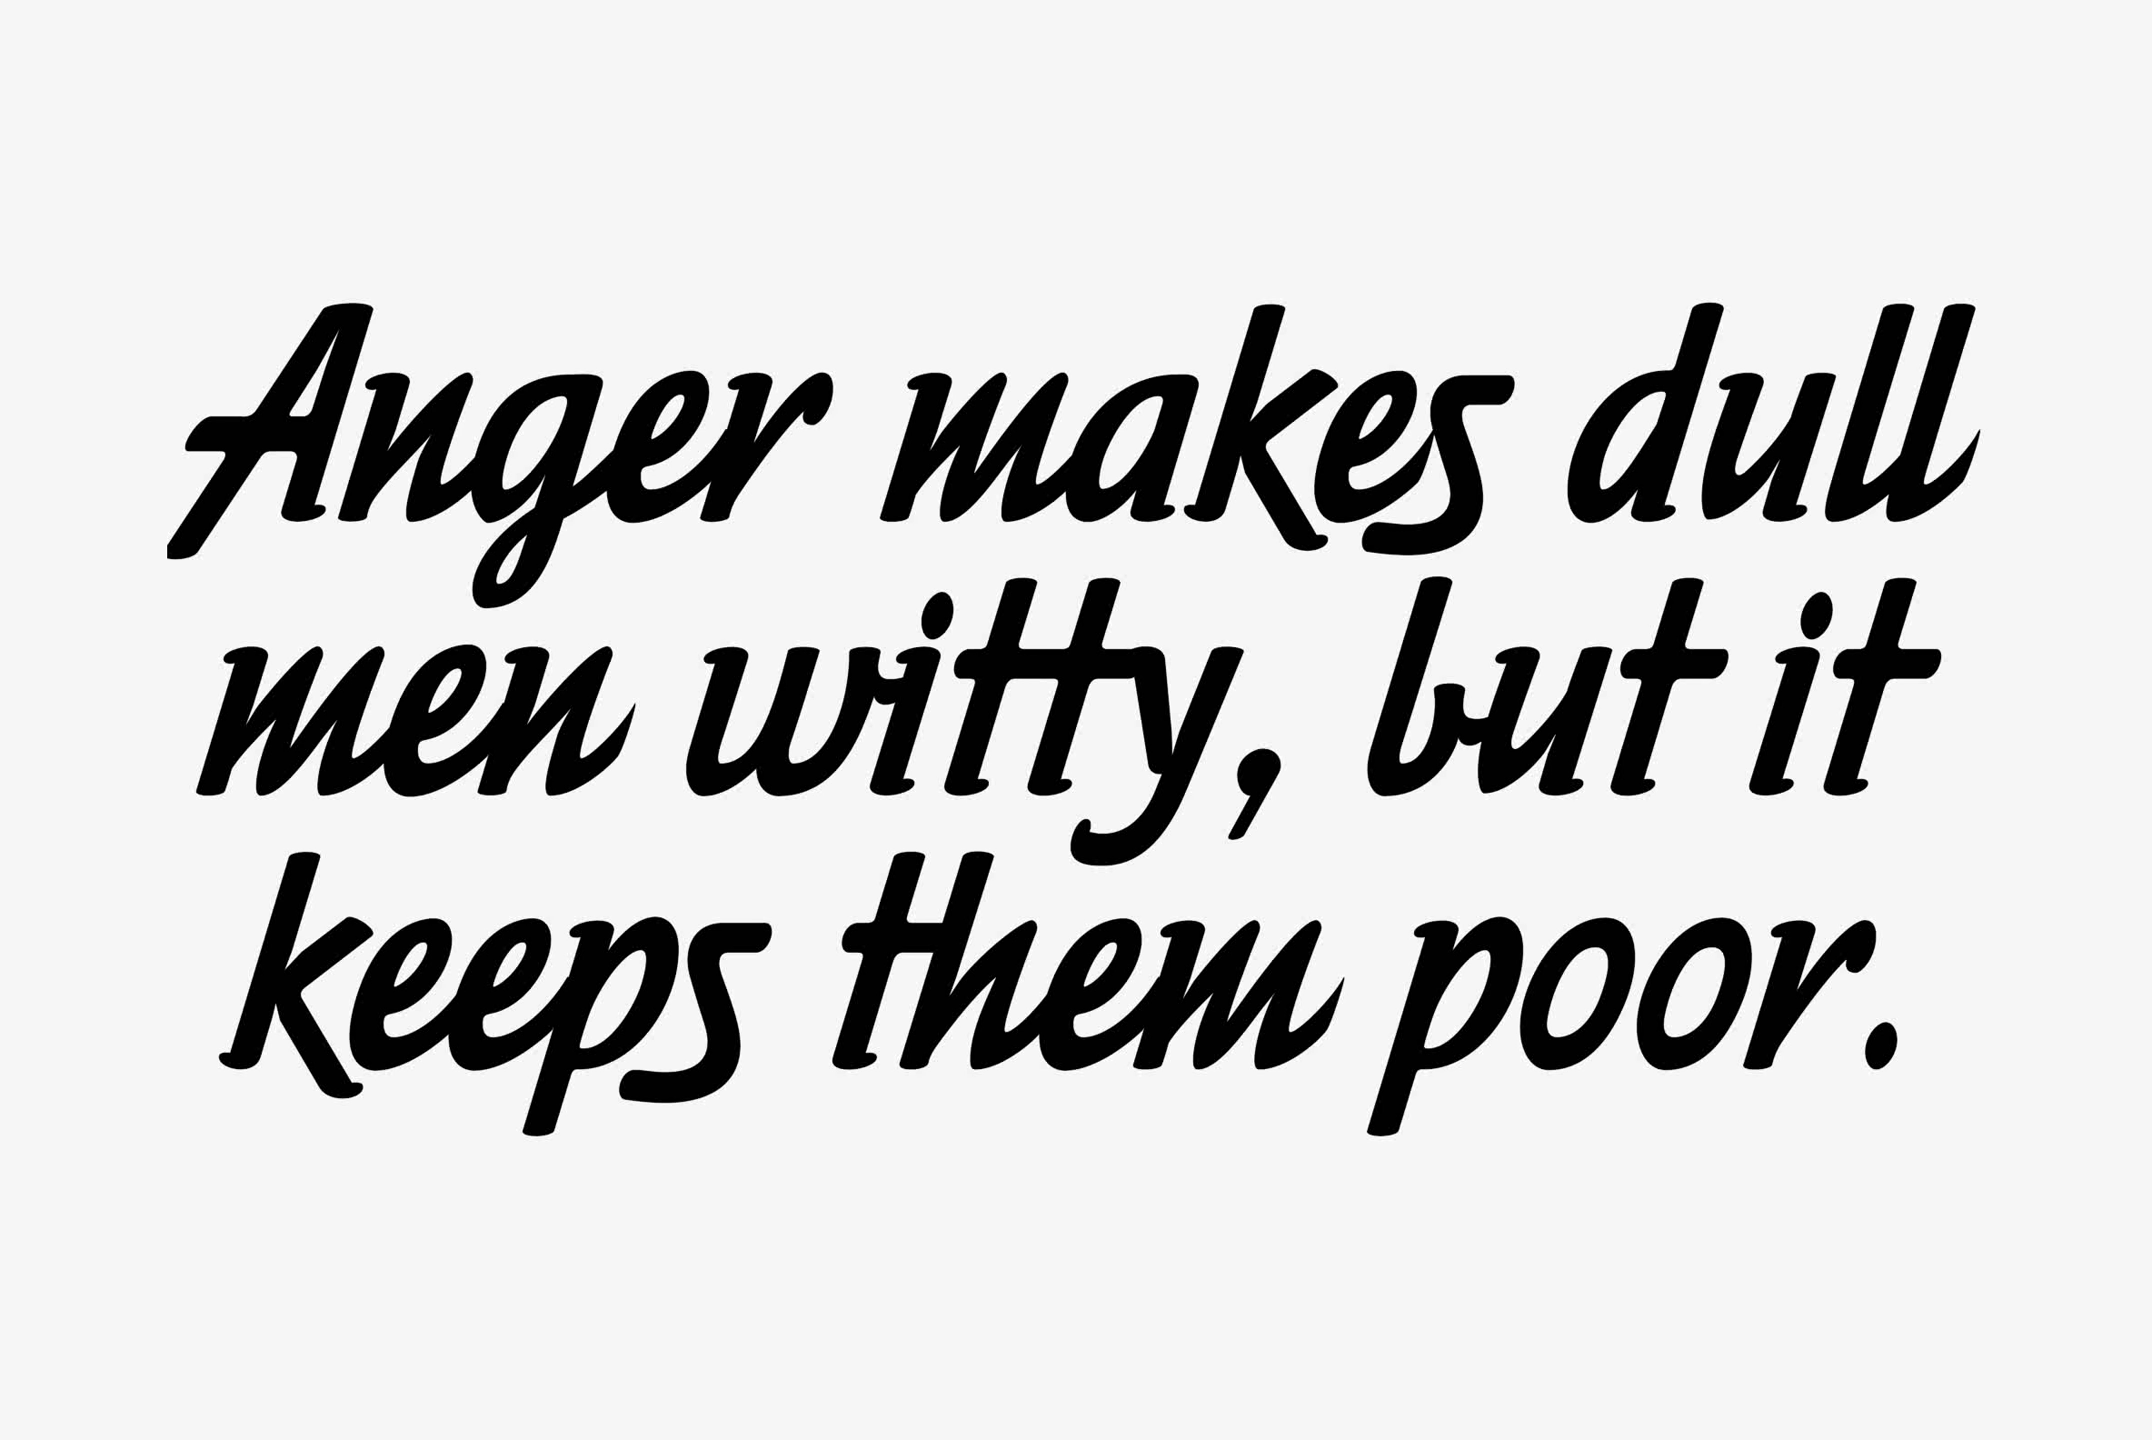 Anger makes dull
men witty, but it
keeps them poor.